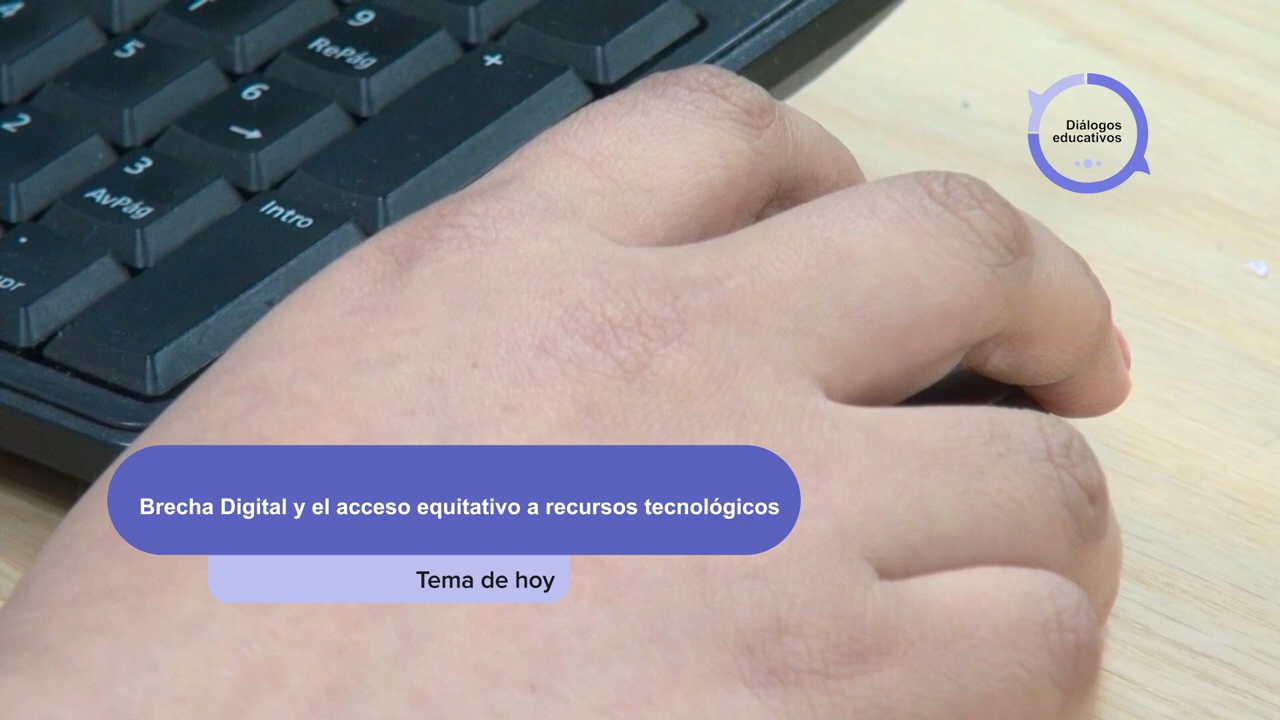 4
5
9
RePág
+
6
2
3
AvPág
Intro
Diálogos
educativos
Brecha Digital y el acceso equitativo a recursos tecnológicos
Tema de hoy